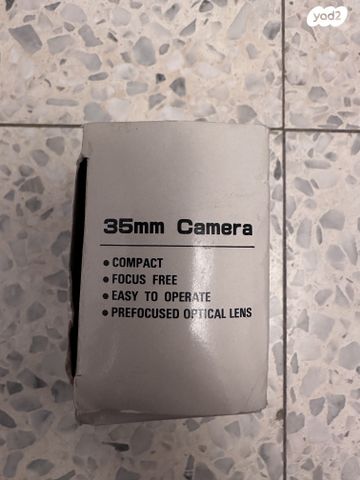 yad2
35mm Camera
• COMPACT
• FOCUS FREE
• EASY TO OPERATE
• PREFOCUSED OPTICAL LENS